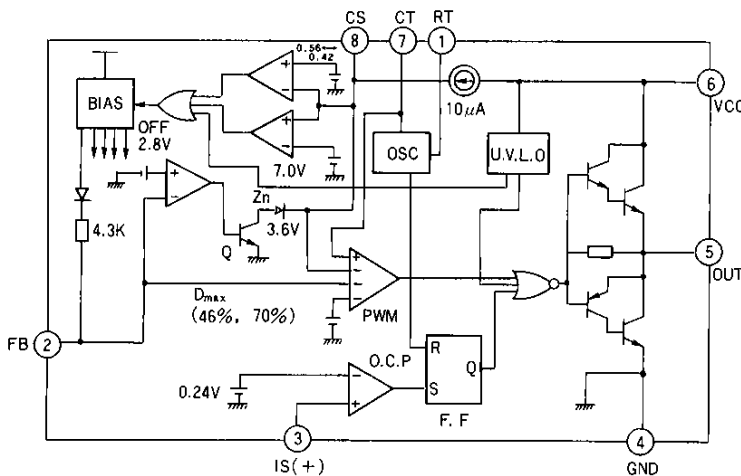 CS CT RT
8 7 1
0.56
0.42
6
VCC
BIAS
10μA
OFF
2.8V
OSC
U.V.L.O
7.0V
Zn
4.3K
3.6V
Q
5
OUT
Dmax
(46%, 70%)
PWM
FB 2
O.C.P
R
Q
S
0.24V
F.F
3
IS(+)
4
GND
+ −
+ −
+ −
+ − − −
− +